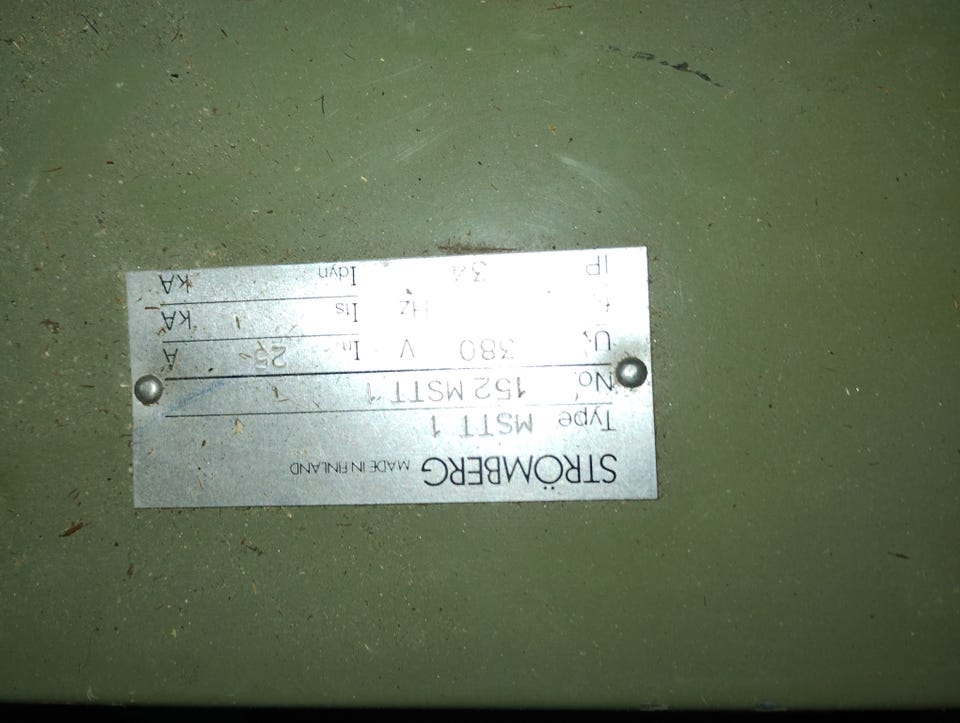 STRÖMBERG MADE IN FINLAND
Type MSTT 1
No 152 MSTT 1
U 380 V In 25 A
Hz I1s kA
IP 34 Idyn kA